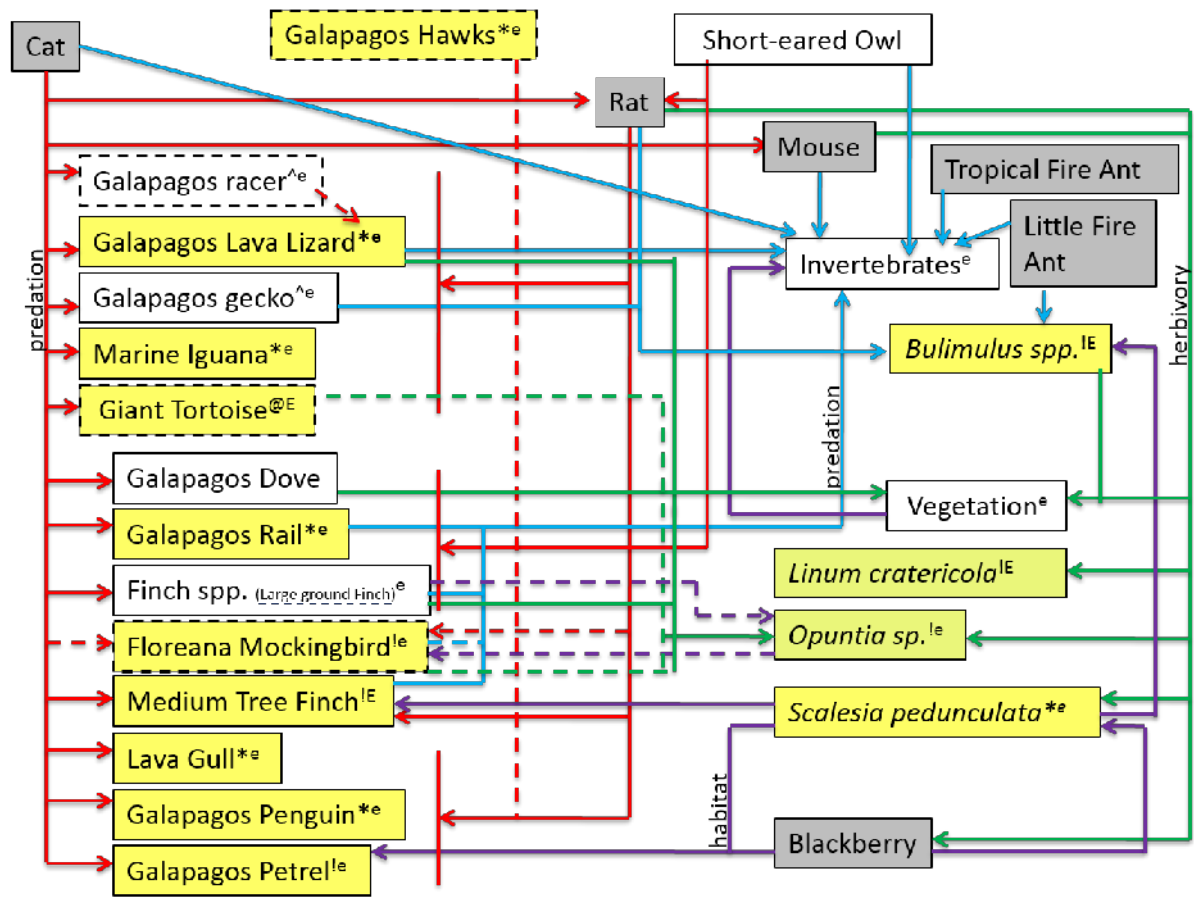 Cat
Galapagos Hawks*ᵉ
Short-eared Owl
Rat
Mouse
Tropical Fire Ant
Little Fire
Ant
Galapagos racer^ᵉ
Galapagos Lava Lizard*ᵉ
Invertebratesᵉ
Galapagos gecko^ᵉ
predation
herbivory
Marine Iguana*ᵉ
Bulimulus spp.ᴵᴱ
Giant Tortoise@ᴱ
predation
Galapagos Dove
Vegetationᵉ
Galapagos Rail*ᵉ
Finch spp. (Large ground Finch)ᵉ
Linum cratericola!ᴱ
Floreana Mockingbird!ᵉ
Opuntia sp.!ᵉ
Medium Tree Finch!ᴱ
Scalesia pedunculata*ᵉ
Lava Gull*ᵉ
habitat
Galapagos Penguin*ᵉ
Blackberry
Galapagos Petrel!ᵉ